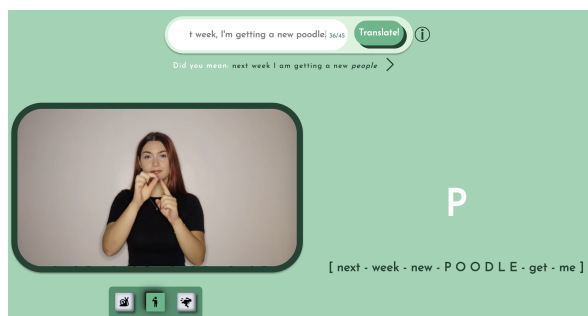 t week, I'm getting a new poodle 36/45 Translate!
Did you mean: next week I am getting a new people
P
[ next - week - new - P O O D L E - get - me ]